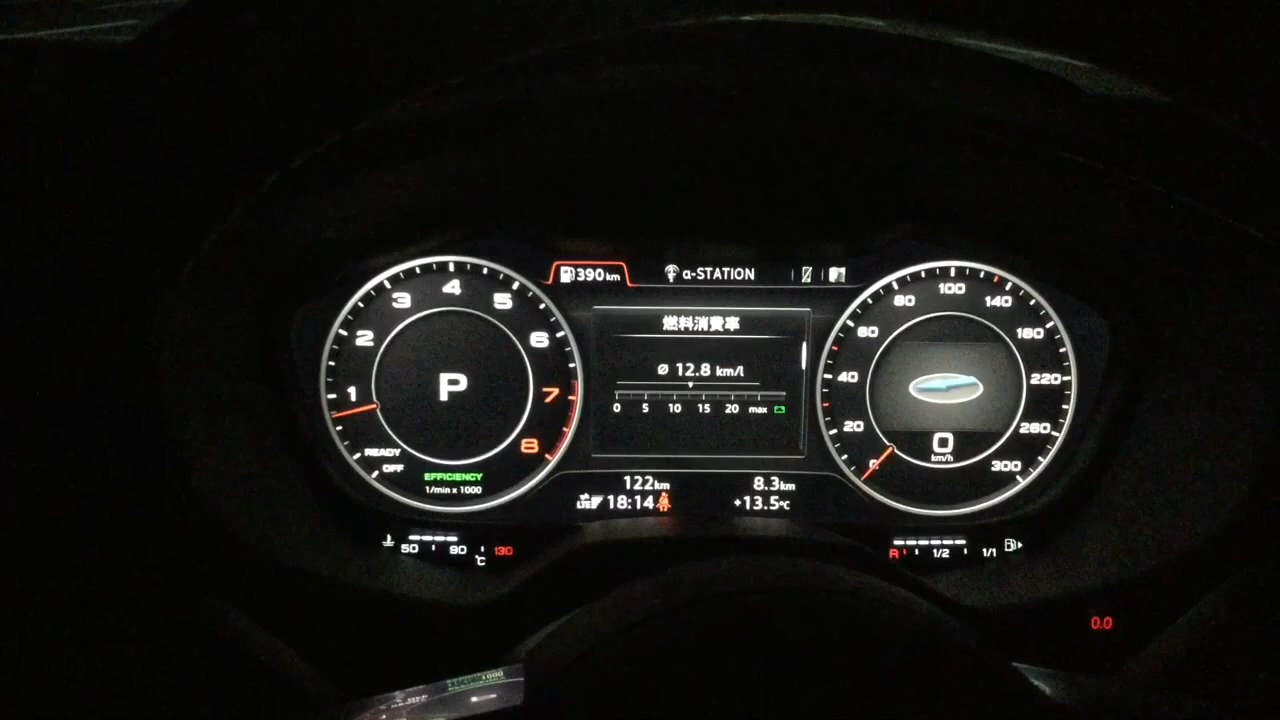 390km
α-STATION
燃料消費率
Ø 12.8 km/l
0 5 10 15 20 max
1 2 3 4 5 6 7 8
P
READY
OFF
EFFICIENCY
1/min x 1000
0 20 40 60 80 100 140 180 220 260 300
0
km/h
122km
8.3km
LTE 18:14
+13.5°C
50 90 130
°C
R 1/2 1/1
0.0